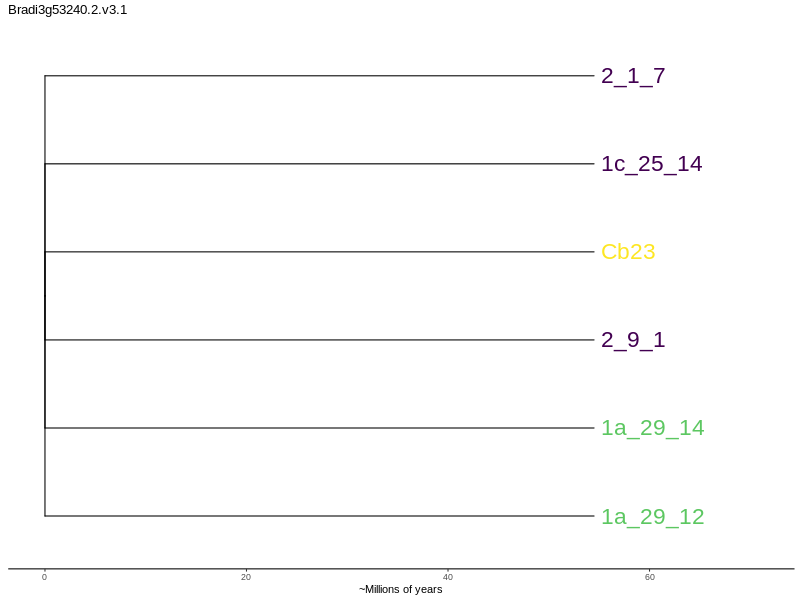 Bradi3g53240.2.v3.1
2_1_7
1c_25_14
Cb23
2_9_1
1a_29_14
1a_29_12
0 20 40 60
~Millions of years